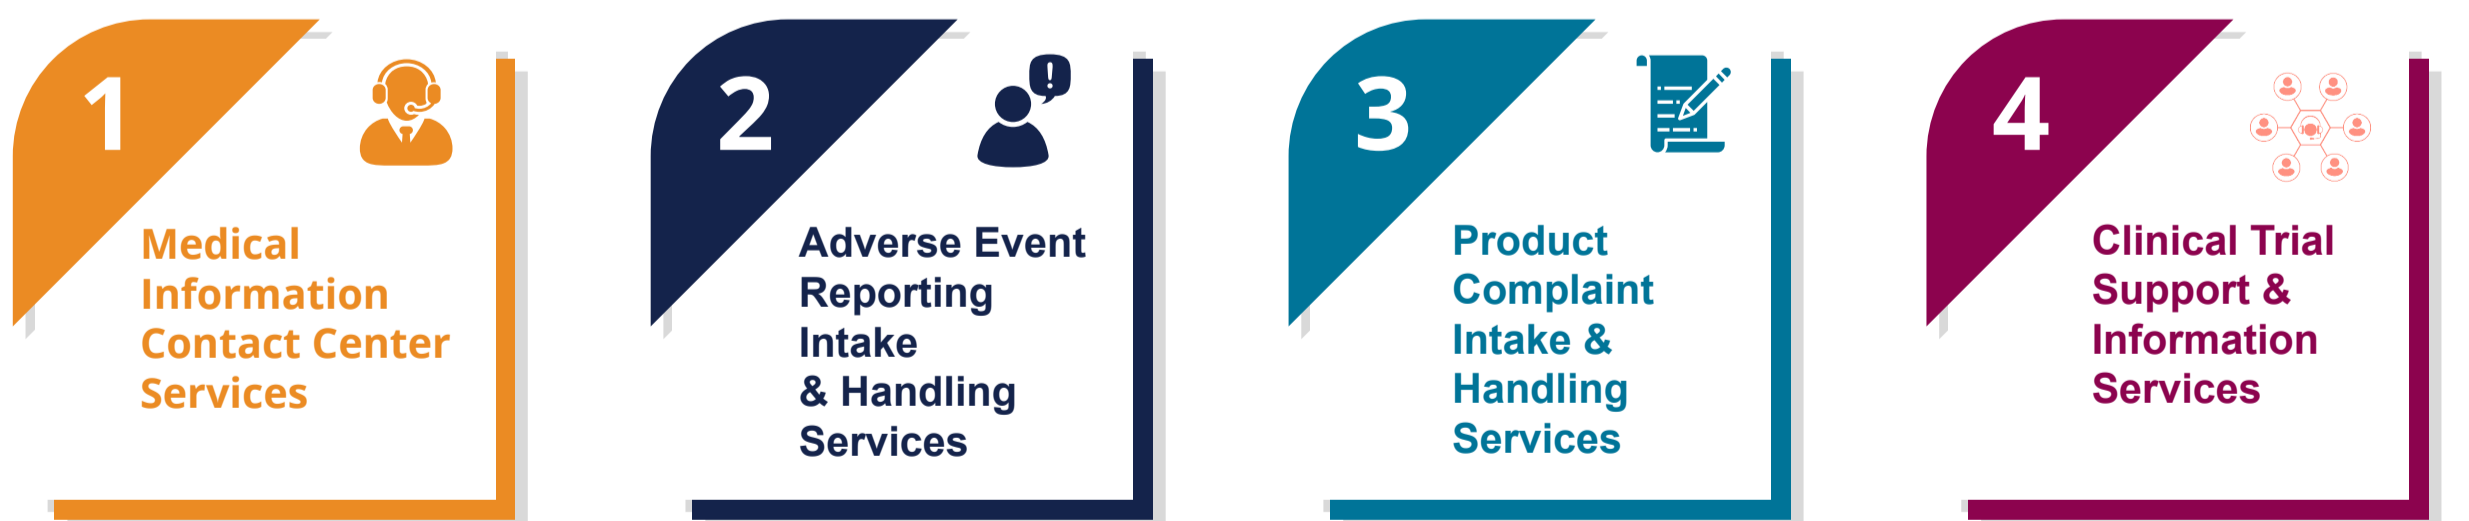 1
Medical
Information
Contact Center
Services
2
!
Adverse Event
Reporting
Intake
& Handling
Services
3
Product
Complaint
Intake &
Handling
Services
4
Clinical Trial
Support &
Information
Services